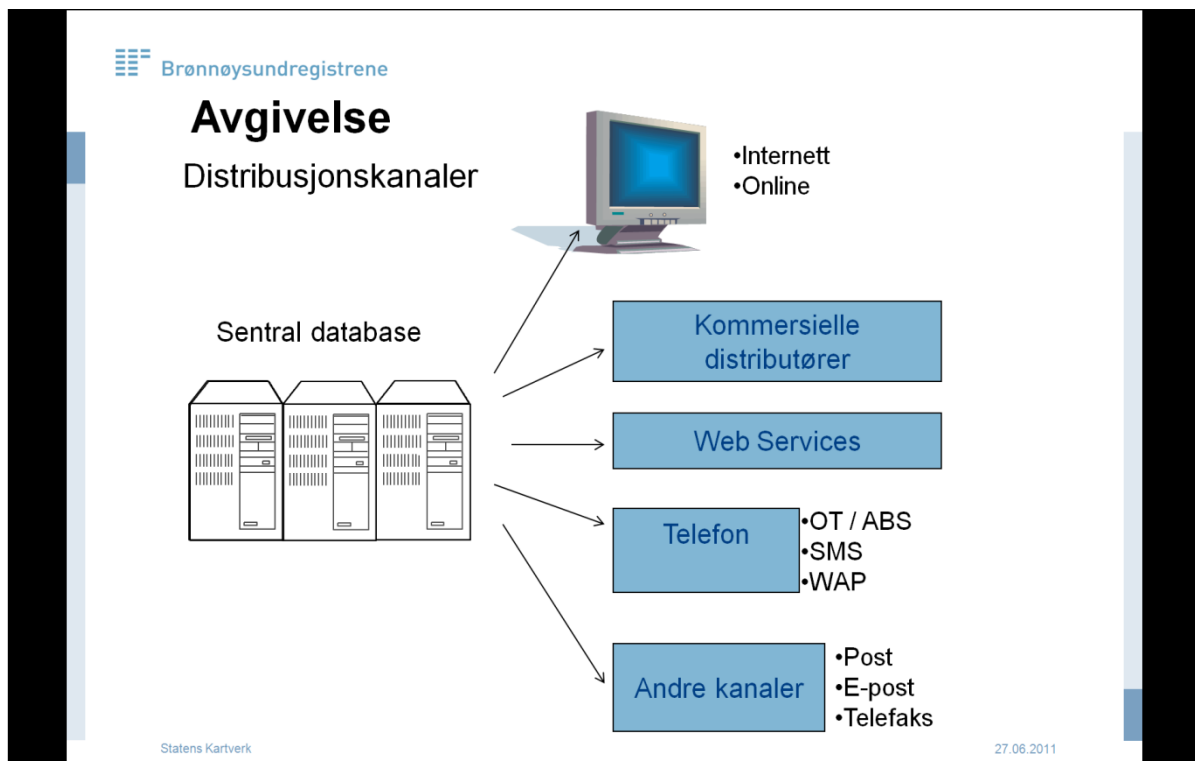 Brønnøysundregistrene
Avgivelse
Distribusjonskanaler
•Internett
•Online
Sentral database
Kommersielle
distributører
Web Services
Telefon
•OT / ABS
•SMS
•WAP
Andre kanaler
•Post
•E-post
•Telefaks
Statens Kartverk
27.06.2011